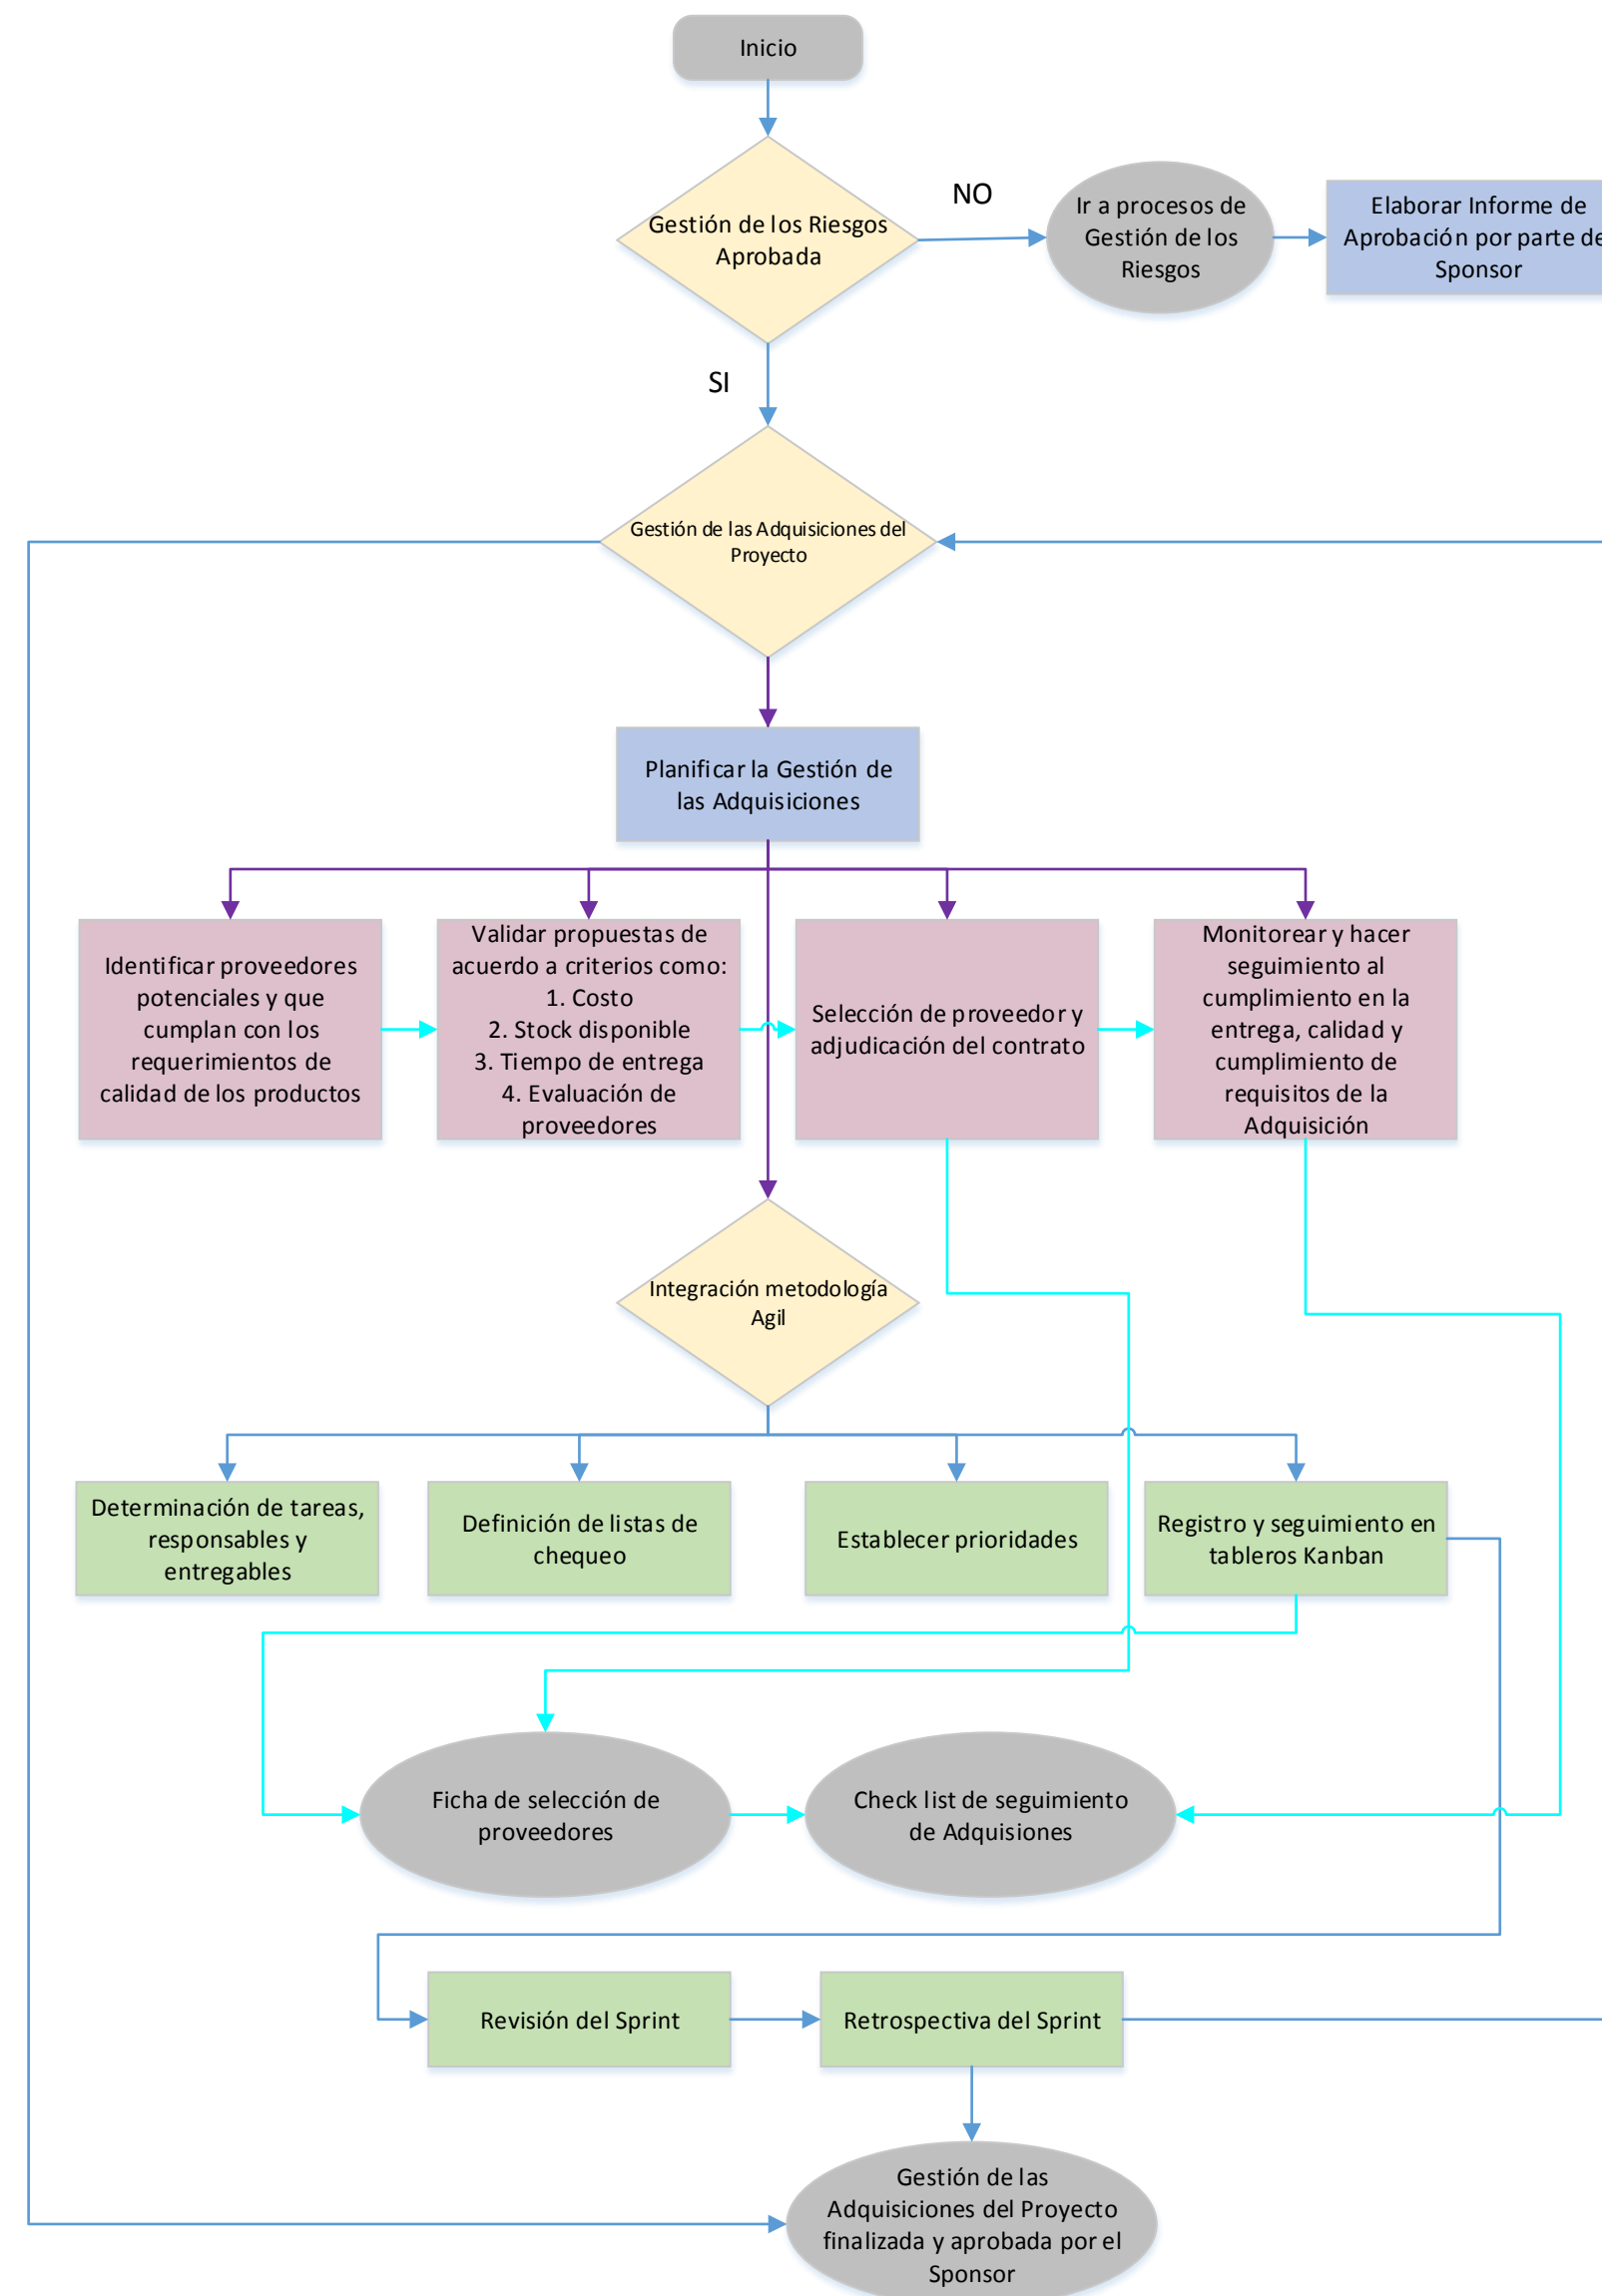 Inicio
Gestión de los Riesgos
Aprobada
NO
Ir a procesos de
Gestión de los
Riesgos
Elaborar Informe de
Aprobación por parte de
Sponsor
SI
Gestión de las Adquisiciones del
Proyecto
Planificar la Gestión de
las Adquisiciones
Identificar proveedores
potenciales y que
cumplan con los
requerimientos de
calidad de los productos
Validar propuestas de
acuerdo a criterios como:
1. Costo
2. Stock disponible
3. Tiempo de entrega
4. Evaluación de
proveedores
Selección de proveedor y
adjudicación del contrato
Monitorear y hacer
seguimiento al
cumplimiento en la
entrega, calidad y
cumplimiento de
requisitos de la
Adquisición
Integración metodología
Agil
Determinación de tareas,
responsables y
entregables
Definición de listas de
chequeo
Establecer prioridades
Registro y seguimiento en
tableros Kanban
Ficha de selección de
proveedores
Check list de seguimiento
de Adquisiones
Revisión del Sprint
Retrospectiva del Sprint
Gestión de las
Adquisiciones del Proyecto
finalizada y aprobada por el
Sponsor